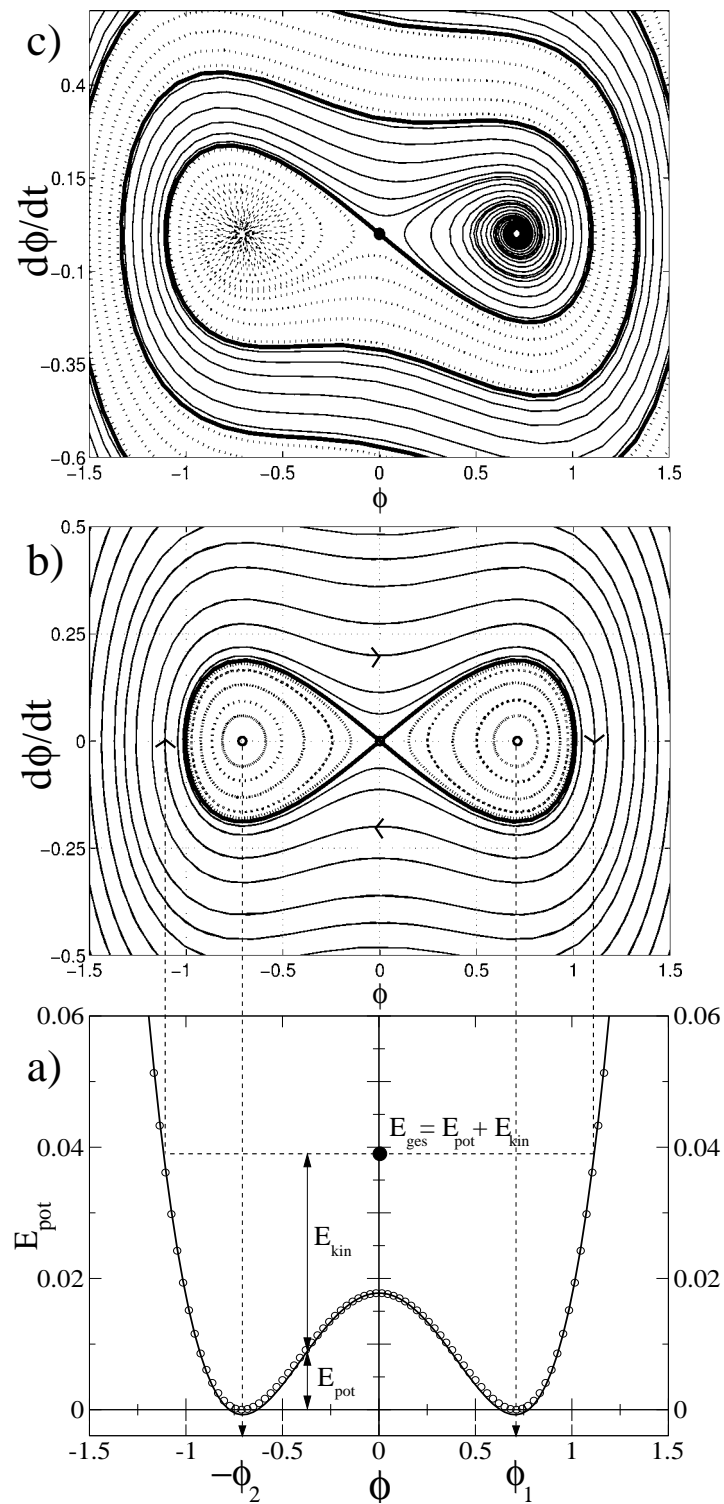 c)
0.4
0.15
−0.1
−0.35
−0.6
dϕ/dt
−1.5 −1 −0.5 0 0.5 1 1.5
ϕ
b)
0.5
0.25
0
−0.25
−0.5
dϕ/dt
−1.5 −1 −0.5 0 0.5 1 1.5
ϕ
a)
0.06 0.06
0.04 0.04
0.02 0.02
0 0
E_pot
E_ges = E_pot + E_kin
E_kin
E_pot
-1.5 -1 -0.5 0 0.5 1 1.5
−ϕ_2 ϕ ϕ_1